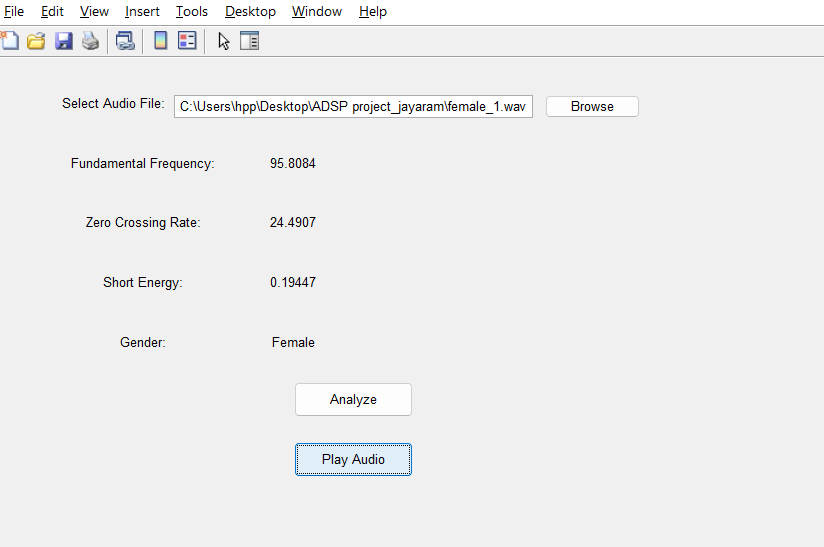 File Edit View Insert Tools Desktop Window Help
Select Audio File: C:\Users\hpp\Desktop\ADSP project_jayaram\female_1.wav Browse
Fundamental Frequency: 95.8084
Zero Crossing Rate: 24.4907
Short Energy: 0.19447
Gender: Female
Analyze
Play Audio